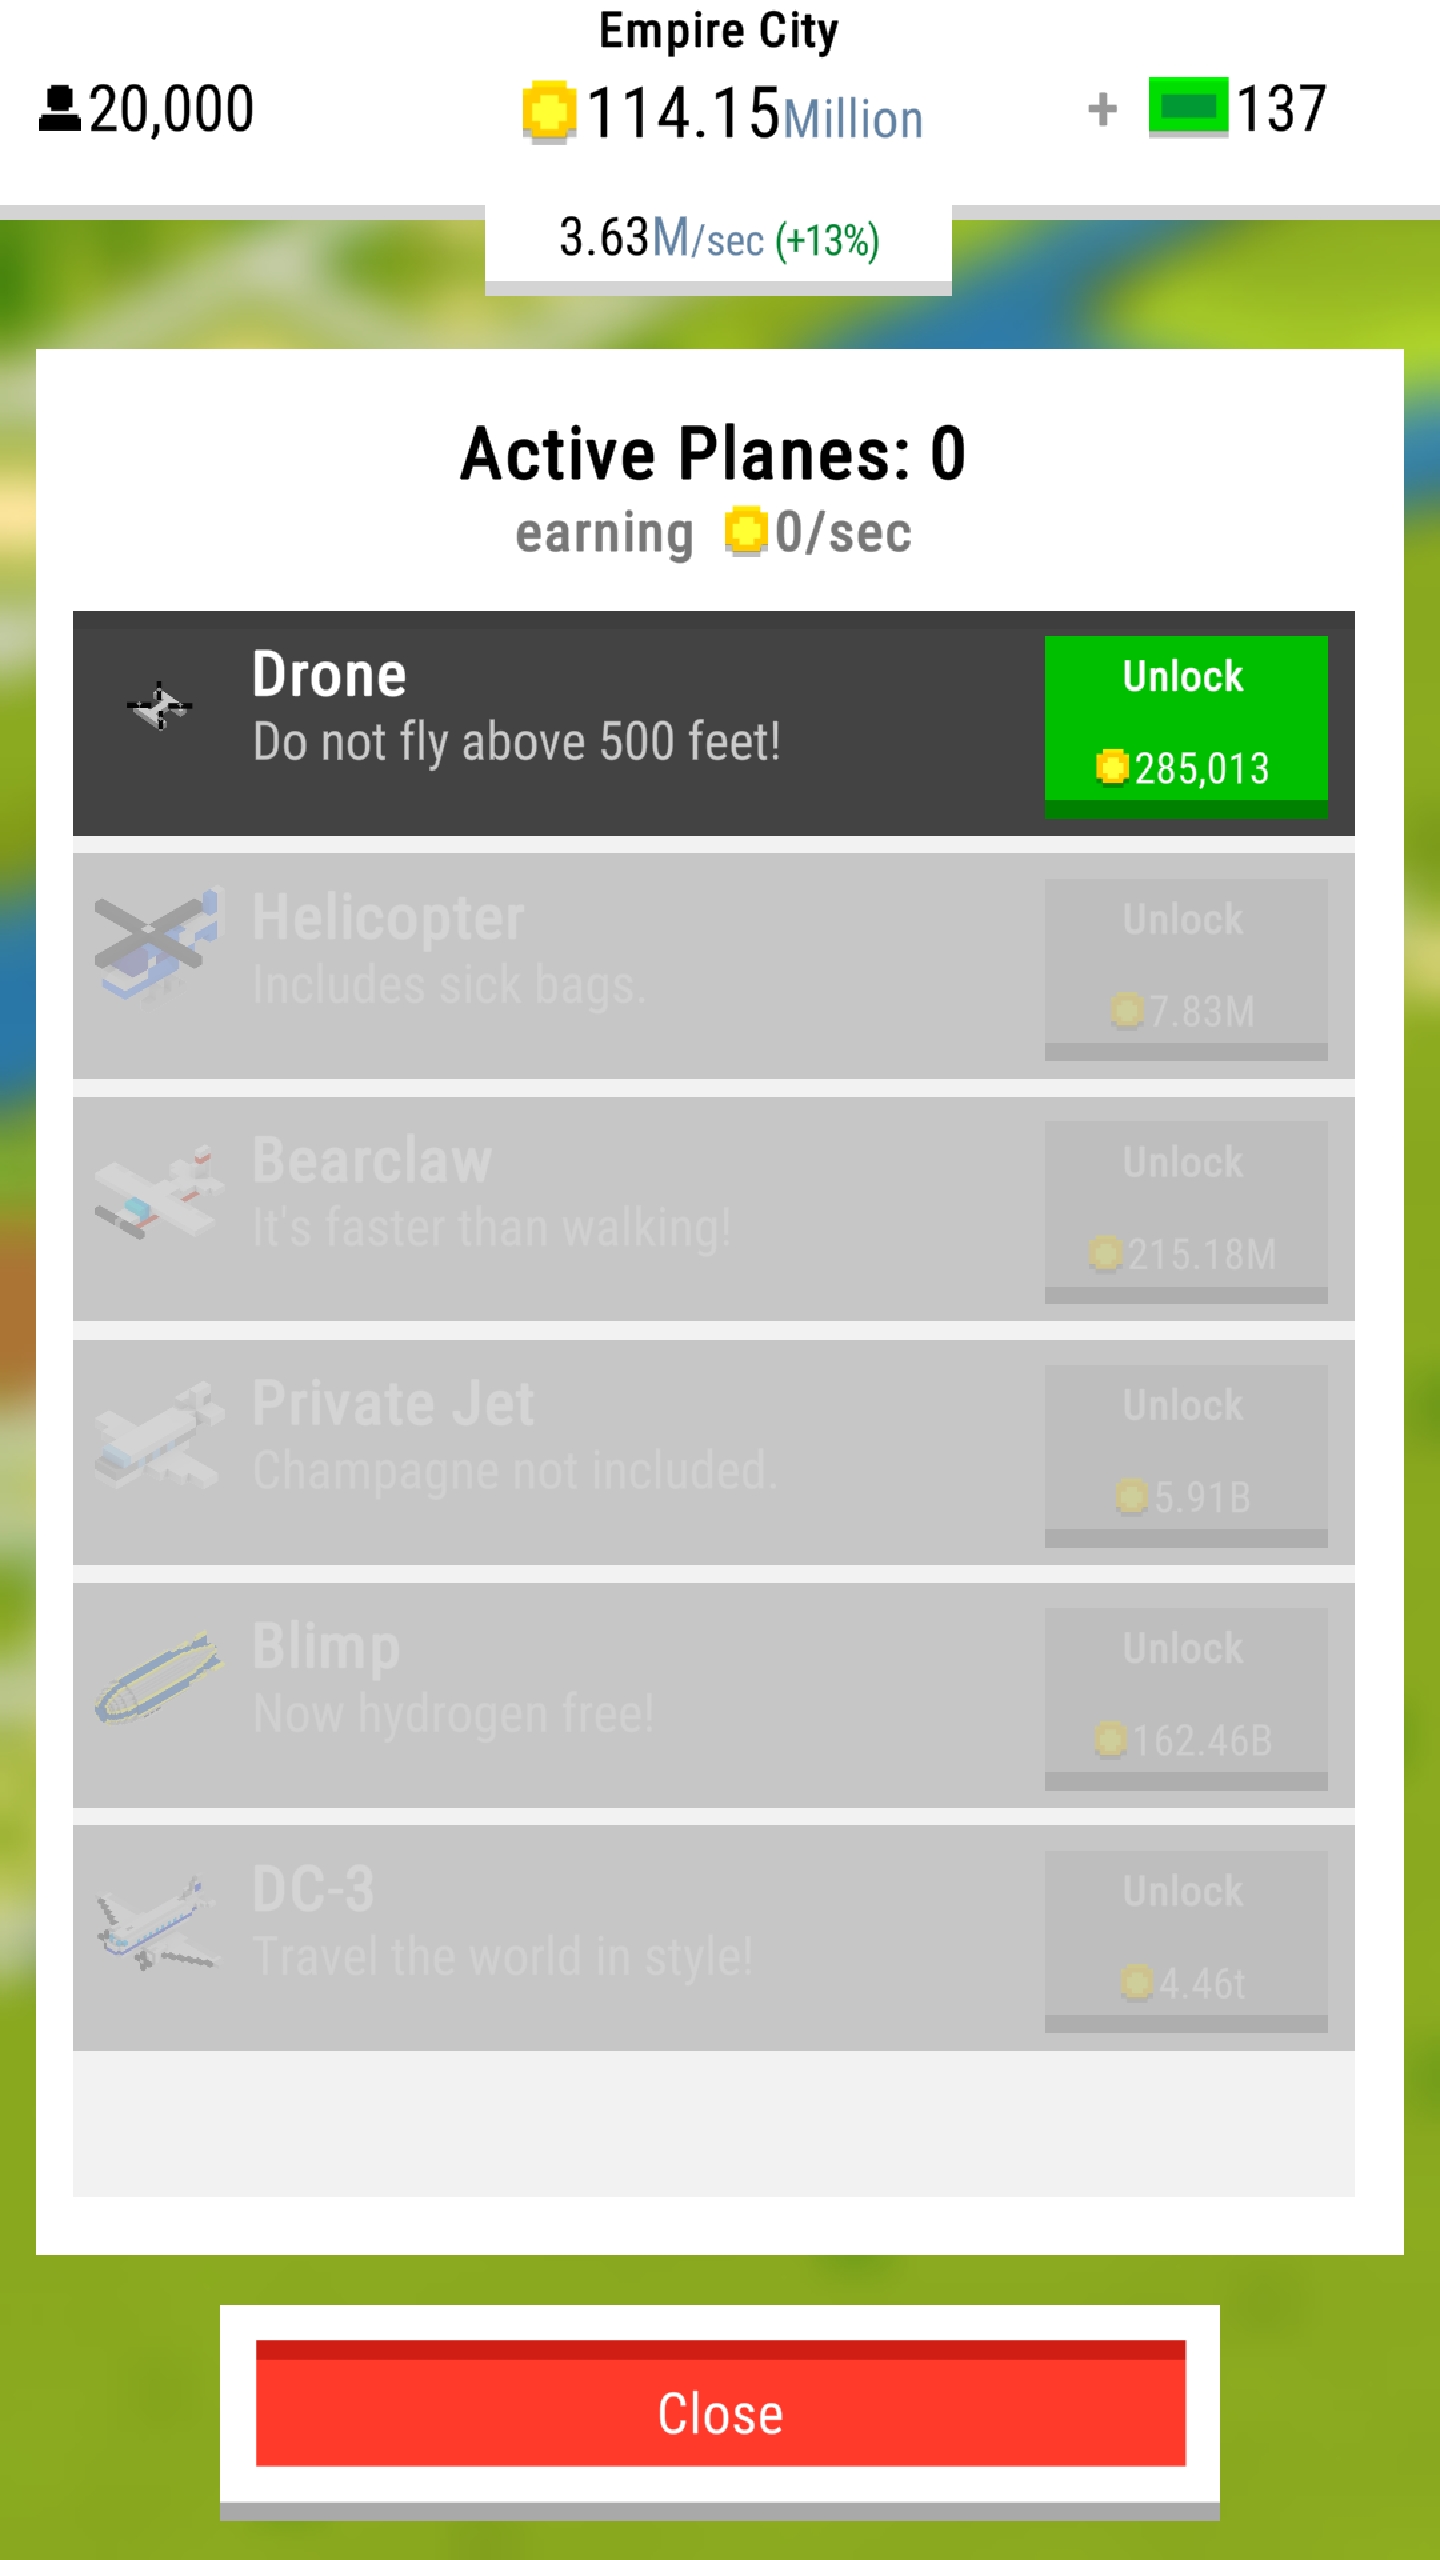 Empire City
20,000
114.15Million
+ 137
3.63M/sec (+13%)
Active Planes: 0
earning 0/sec
Drone
Do not fly above 500 feet!
Unlock
285,013
Helicopter
Includes sick bags.
Unlock
7.83M
Bearclaw
It's faster than walking!
Unlock
215.18M
Private Jet
Champagne not included.
Unlock
5.91B
Blimp
Now hydrogen free!
Unlock
162.46B
DC-3
Travel the world in style!
Unlock
4.46t
Close